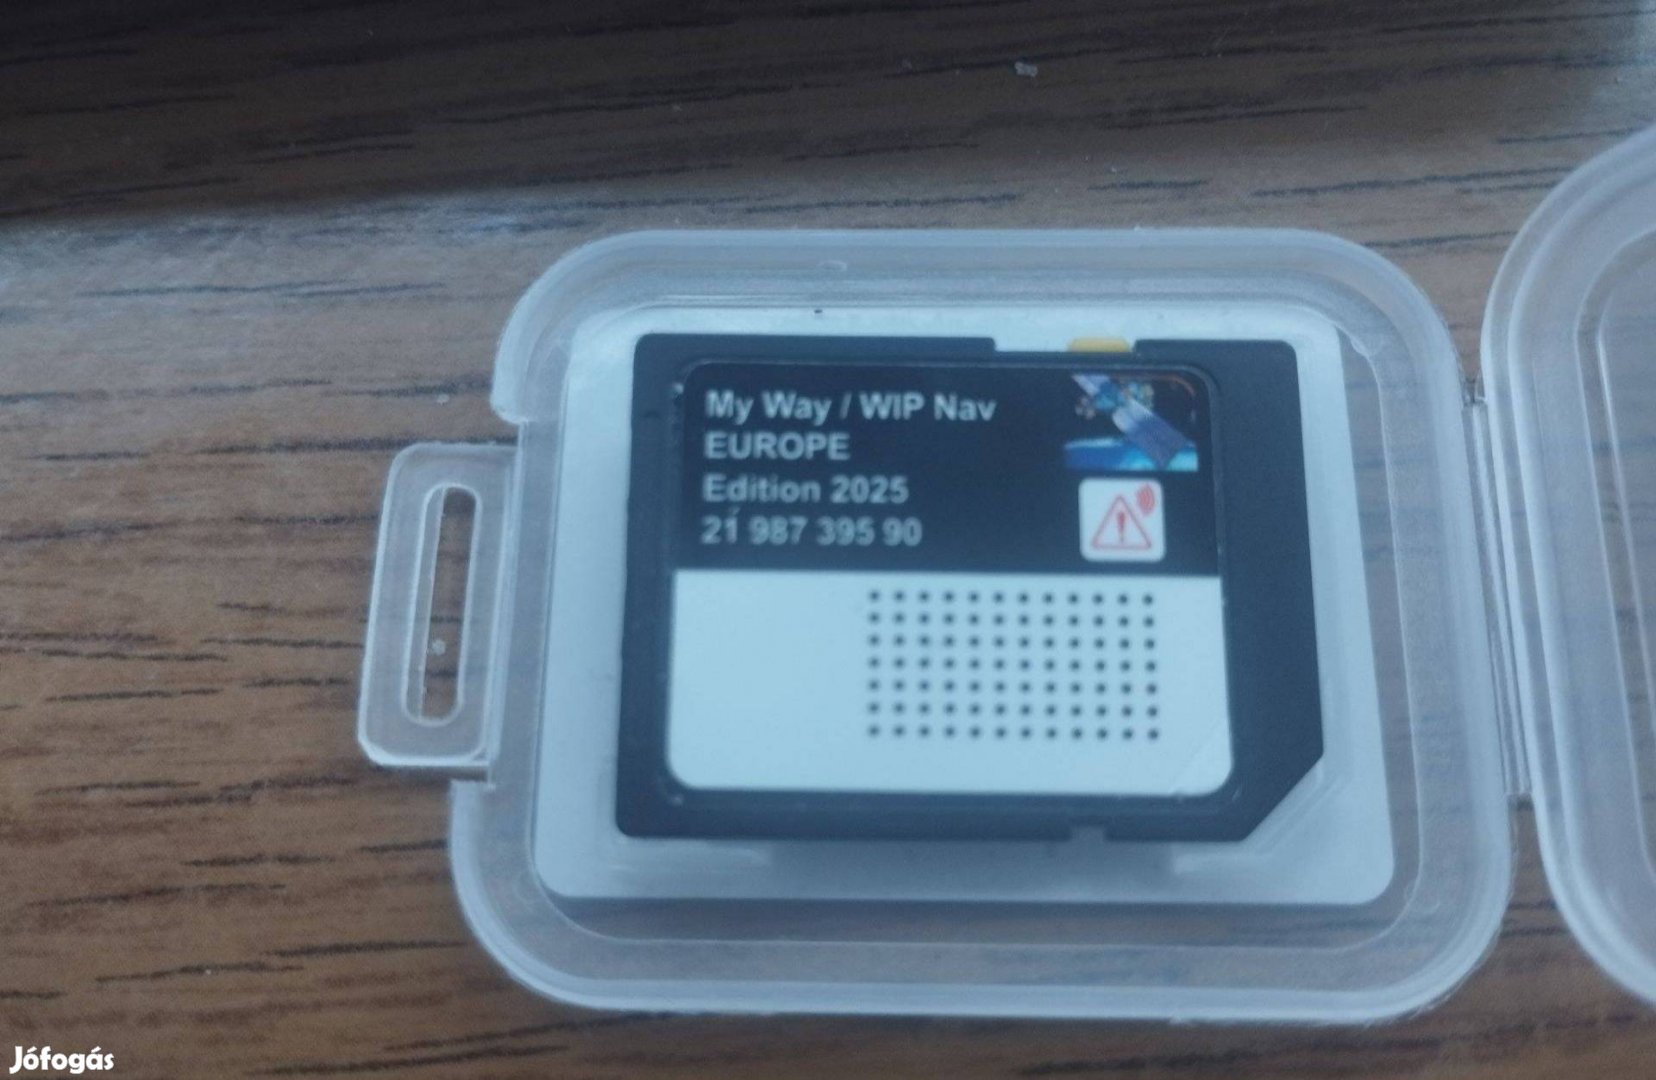 My Way / WIP Nav
EUROPE
Edition 2025
21 987 395 90
Jófogás